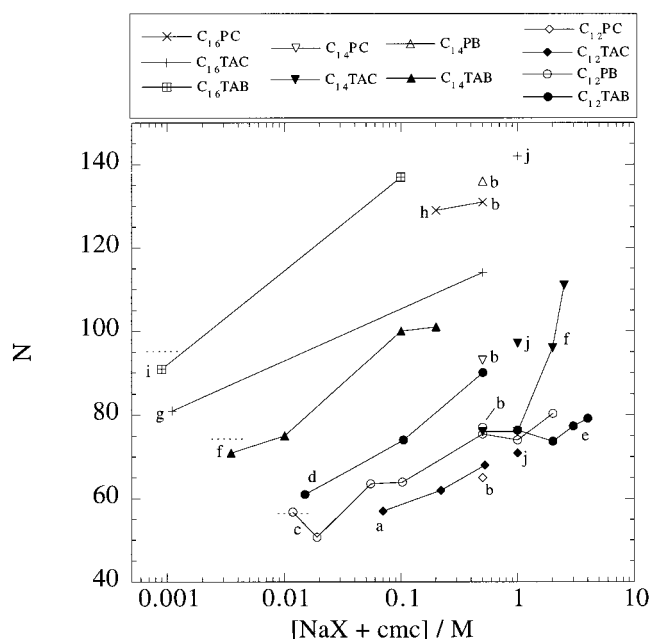 C₁₆PC C₁₄PC C₁₄PB C₁₂PC
C₁₆TAC C₁₄TAC C₁₄TAB C₁₂TAC
C₁₆TAB C₁₂PB
C₁₂TAB
140
120
100
80
60
40
N
j
b
h b
i
g
j
f
b
f
b
d
e
j
c
a
b
0.001 0.01 0.1 1 10
[NaX + cmc] / M